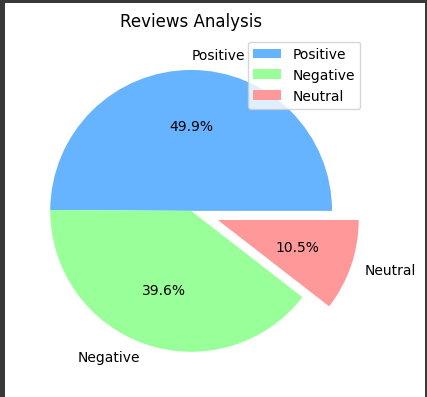 Reviews Analysis
Positive
Positive
Negative
Neutral
49.9%
10.5%
Neutral
39.6%
Negative